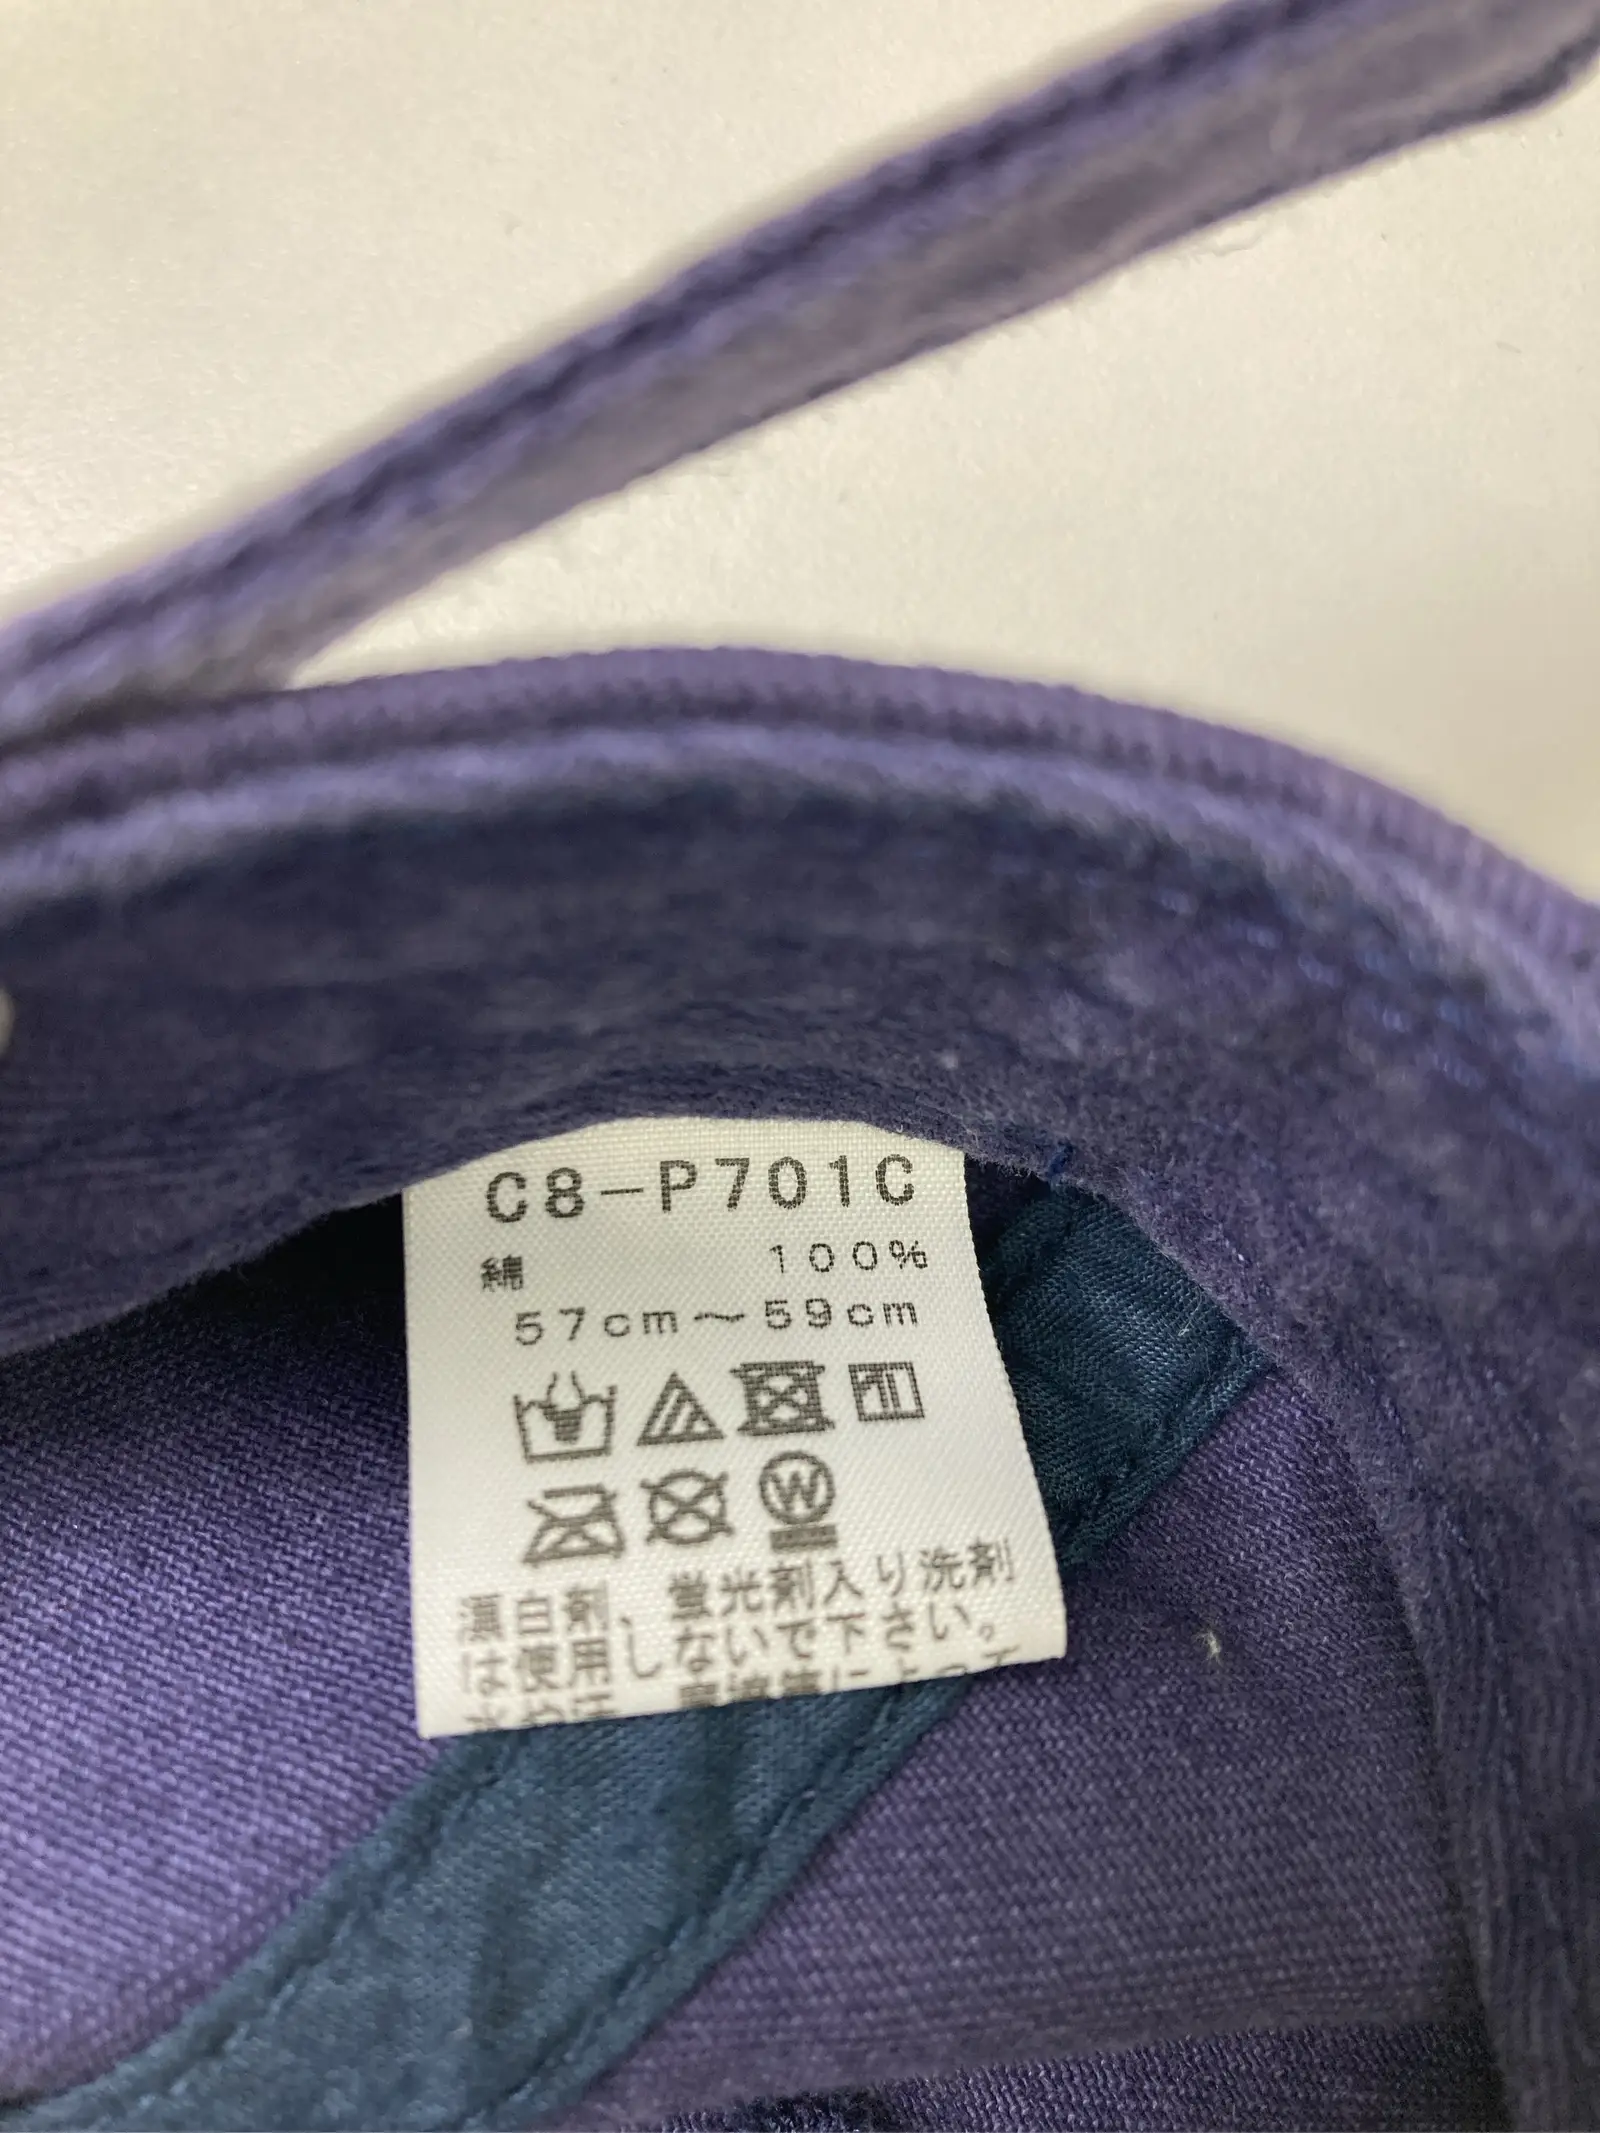 C8-P701C
綿 100%
57cm～59cm
W
漂白剤、蛍光剤入り洗剤
は使用しないで下さい。